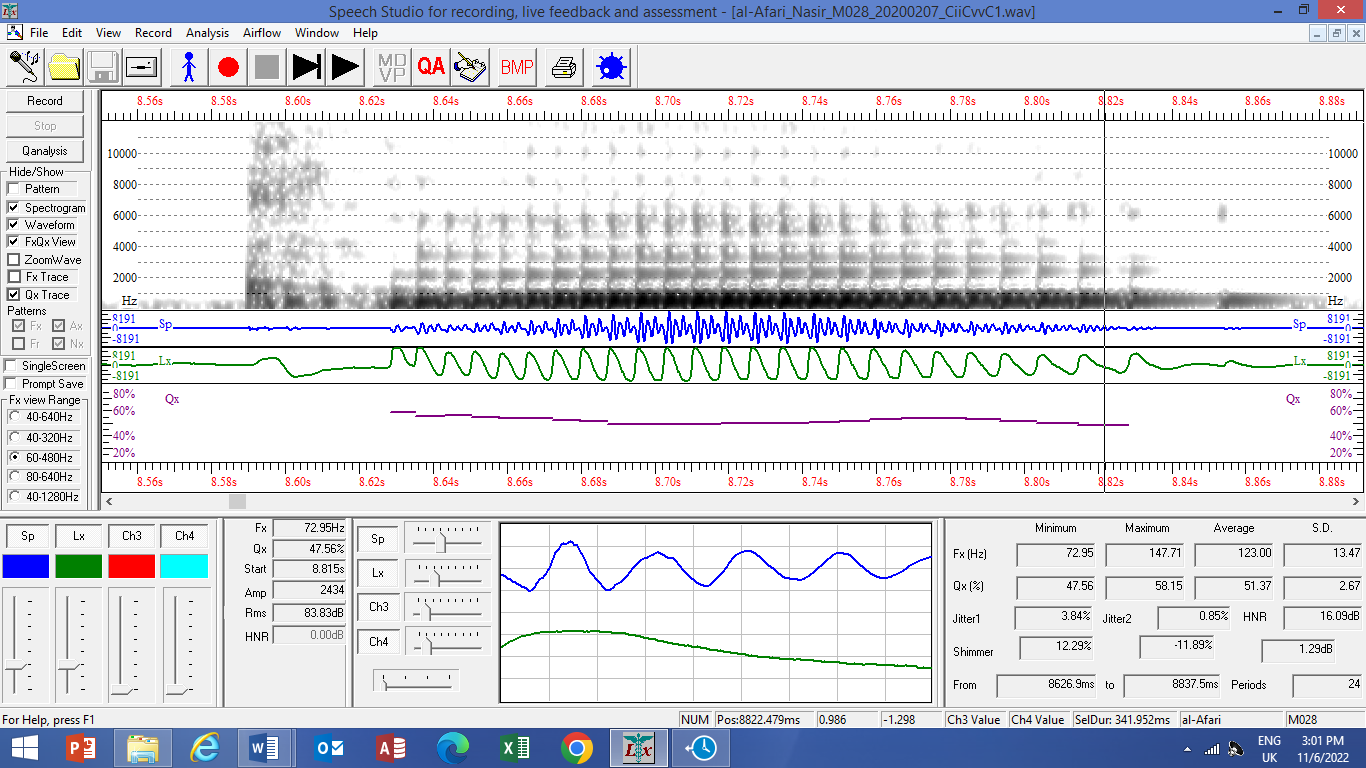 Speech Studio for recording, live feedback and assessment - [al-Afari_Nasir_M028_20200207_CiiCvvC1.wav]
File Edit View Record Analysis Airflow Window Help
MD VP QA BMP
Record
Stop
Qanalysis
Hide/Show
Pattern
Spectrogram
Waveform
FxQx View
ZoomWave
Fx Trace
Qx Trace
Patterns
Fx Ax
Fr Nx
SingleScreen
Prompt Save
Fx view Range
40-640Hz
40-320Hz
60-480Hz
80-640Hz
40-1280Hz
8.56s 8.58s 8.60s 8.62s 8.64s 8.66s 8.68s 8.70s 8.72s 8.74s 8.76s 8.78s 8.80s 8.82s 8.84s 8.86s 8.88s
10000 10000
8000 8000
6000 6000
4000 4000
2000 2000
Hz Hz
8191 8191
0 Sp Sp 0
-8191 -8191
8191 8191
0 Lx Lx 0
-8191 -8191
80% 80%
Qx Qx
60% 60%
40% 40%
20% 20%
8.56s 8.58s 8.60s 8.62s 8.64s 8.66s 8.68s 8.70s 8.72s 8.74s 8.76s 8.78s 8.80s 8.82s 8.84s 8.86s 8.88s
Sp Lx Ch3 Ch4
Fx 72.95Hz
Qx 47.56%
Start 8.815s
Amp 2434
Rms 83.83dB
HNR 0.00dB
Sp
Lx
Ch3
Ch4
Minimum Maximum Average S.D.
Fx (Hz) 72.95 147.71 123.00 13.47
Qx (%) 47.56 58.15 51.37 2.67
Jitter1 3.84% Jitter2 0.85% HNR 16.09dB
Shimmer 12.29% -11.89% 1.29dB
From 8626.9ms to 8837.5ms Periods 24
For Help, press F1 NUM Pos:8822.479ms 0.986 -1.298 Ch3 Value Ch4 Value SelDur: 341.952ms al-Afari M028
ENG 3:01 PM
UK 11/6/2022